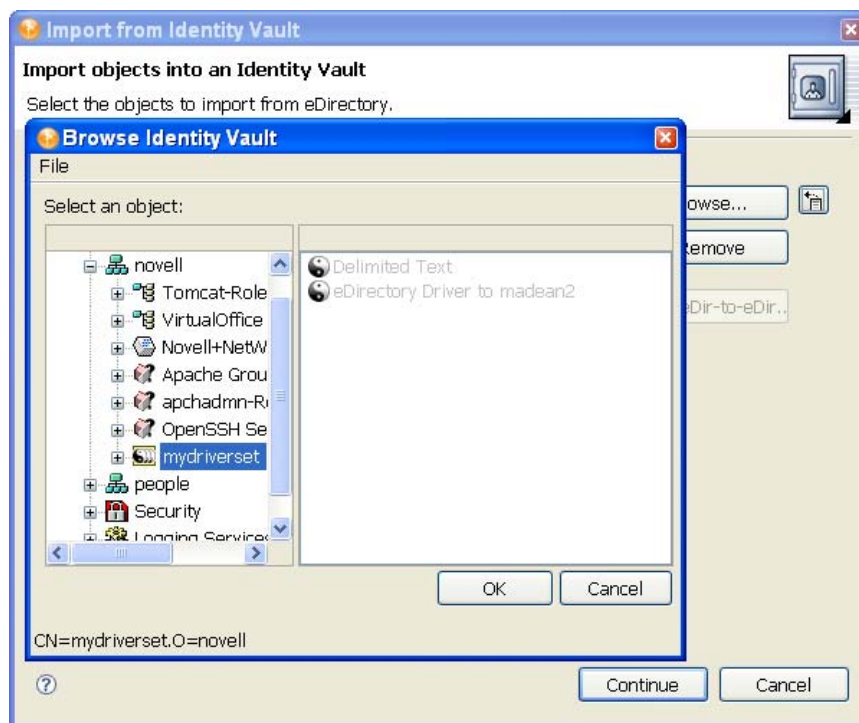 Import from Identity Vault
Import objects into an Identity Vault
Select the objects to import from eDirectory.
Browse Identity Vault
File
Select an object:
owse...
emove
eDir-to-eDir..
novell
Tomcat-Role
VirtualOffice
Novell+NetW
Apache Grou
apchadmn-R
OpenSSH Se
mydriverset
people
Security
Logging Services
Delimited Text
eDirectory Driver to madean2
OK
Cancel
CN=mydriverset.O=novell
?
Continue
Cancel